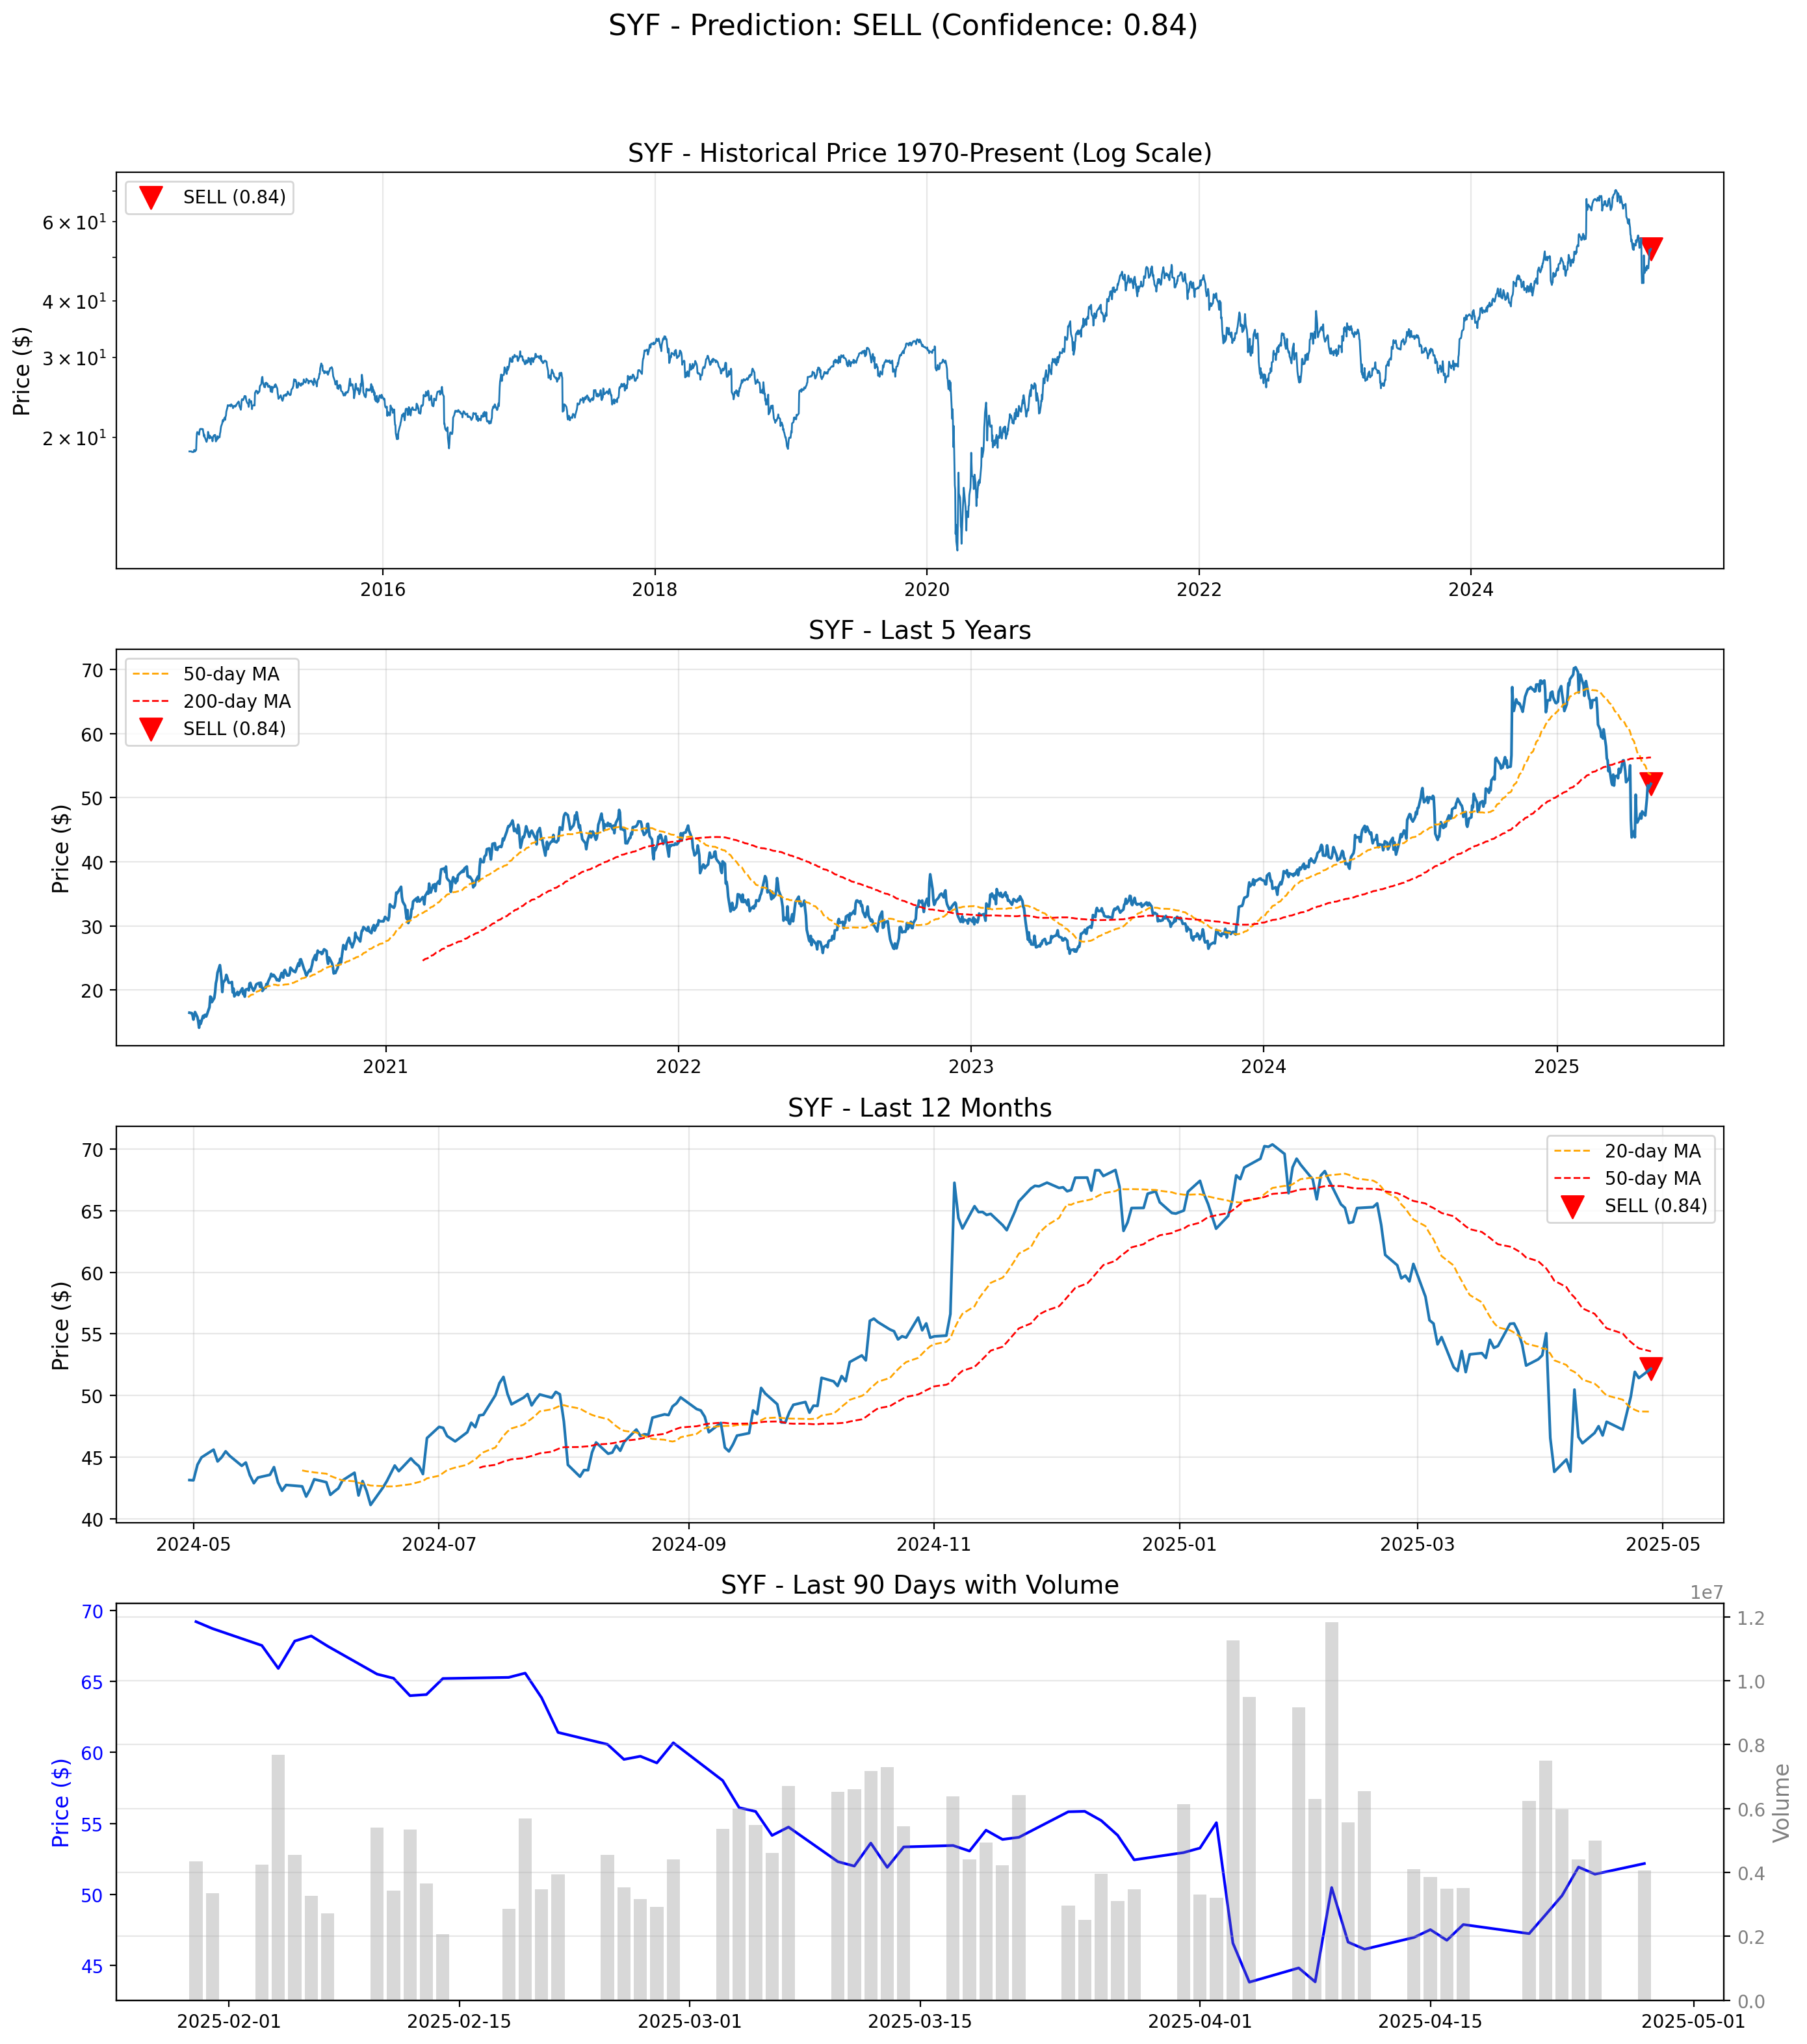 SYF - Prediction: SELL (Confidence: 0.84)
SYF - Historical Price 1970-Present (Log Scale)
SELL (0.84)
Price ($)
6 × 10¹
4 × 10¹
3 × 10¹
2 × 10¹
2016
2018
2020
2022
2024
SYF - Last 5 Years
50-day MA
200-day MA
SELL (0.84)
Price ($)
70
60
50
40
30
20
2021
2022
2023
2024
2025
SYF - Last 12 Months
20-day MA
50-day MA
SELL (0.84)
Price ($)
70
65
60
55
50
45
40
2024-05
2024-07
2024-09
2024-11
2025-01
2025-03
2025-05
SYF - Last 90 Days with Volume
1e7
Price ($)
70
65
60
55
50
45
1.2
1.0
0.8
0.6
0.4
0.2
0.0
Volume
2025-02-01
2025-02-15
2025-03-01
2025-03-15
2025-04-01
2025-04-15
2025-05-01